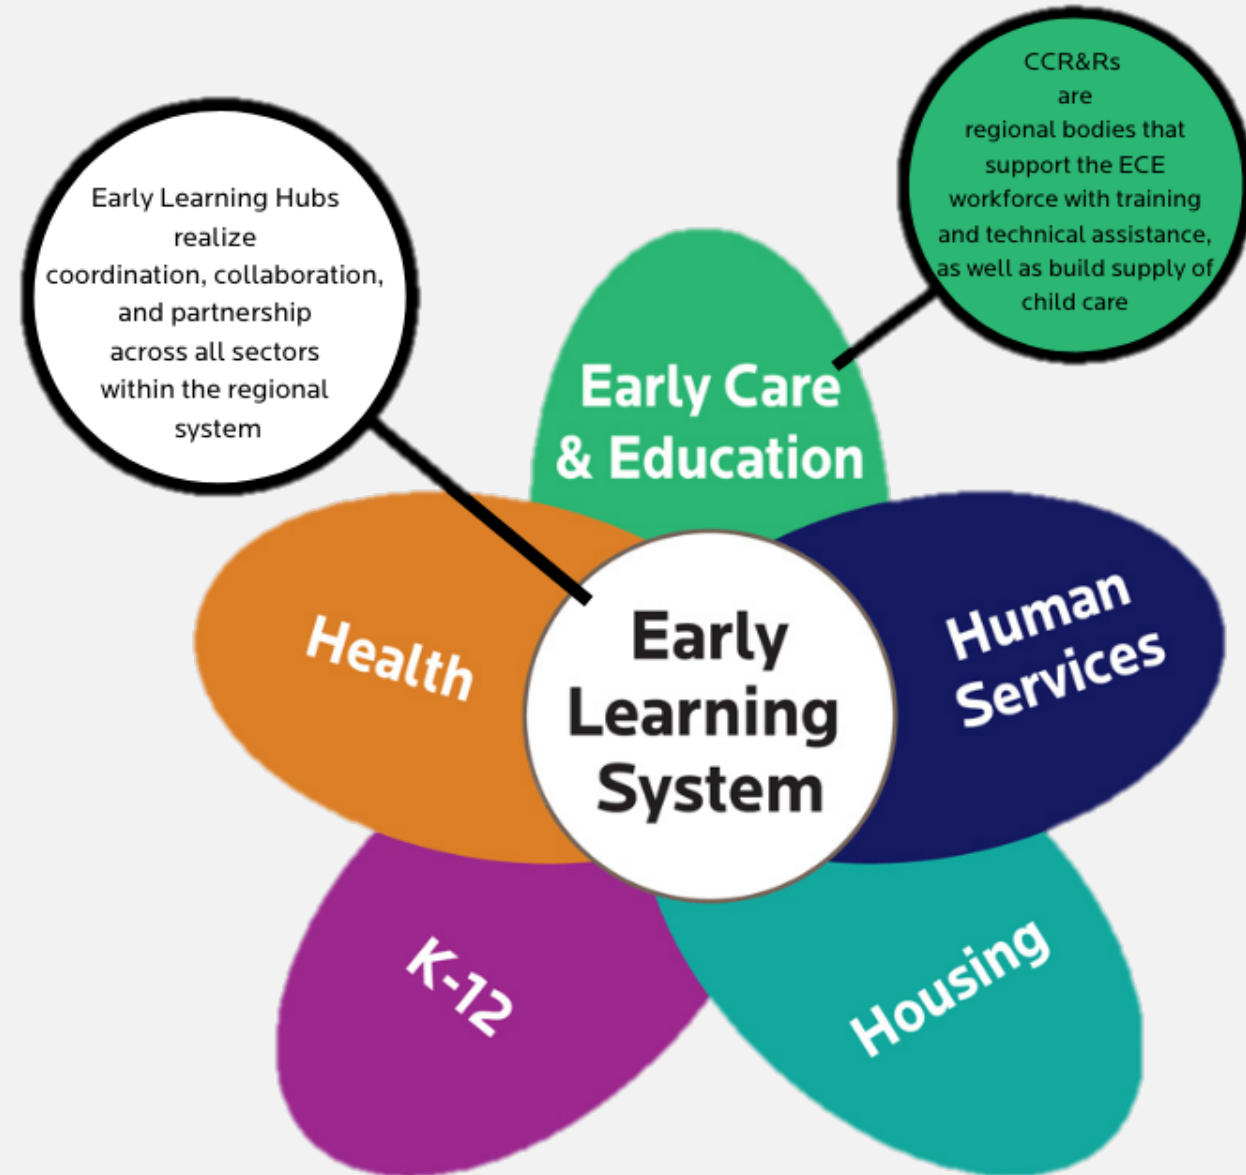 CCR&Rs
are
regional bodies that
support the ECE
workforce with training
and technical assistance,
as well as build supply of
child care
Early Learning Hubs
realize
coordination, collaboration,
and partnership
across all sectors
within the regional
system
Early Care
& Education
Human
Services
Health
Early
Learning
System
K-12
Housing